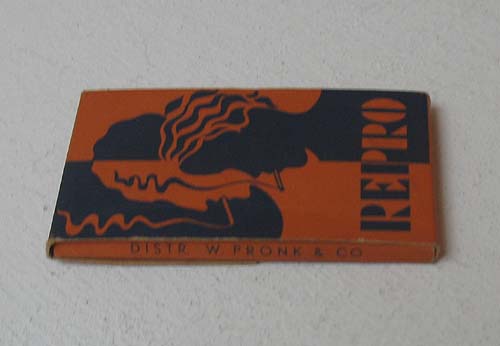 REPRO
DISTR. W. PRONK & CO